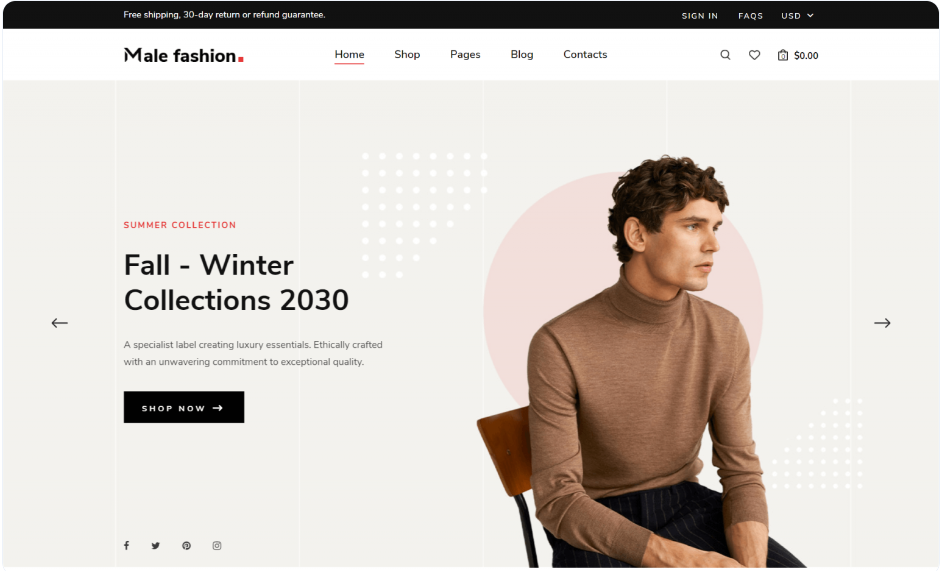 Free shipping, 30-day return or refund guarantee.
SIGN IN FAQS USD
Male fashion.
Home Shop Pages Blog Contacts
0 $0.00
SUMMER COLLECTION
Fall - Winter
Collections 2030
A specialist label creating luxury essentials. Ethically crafted
with an unwavering commitment to exceptional quality.
SHOP NOW